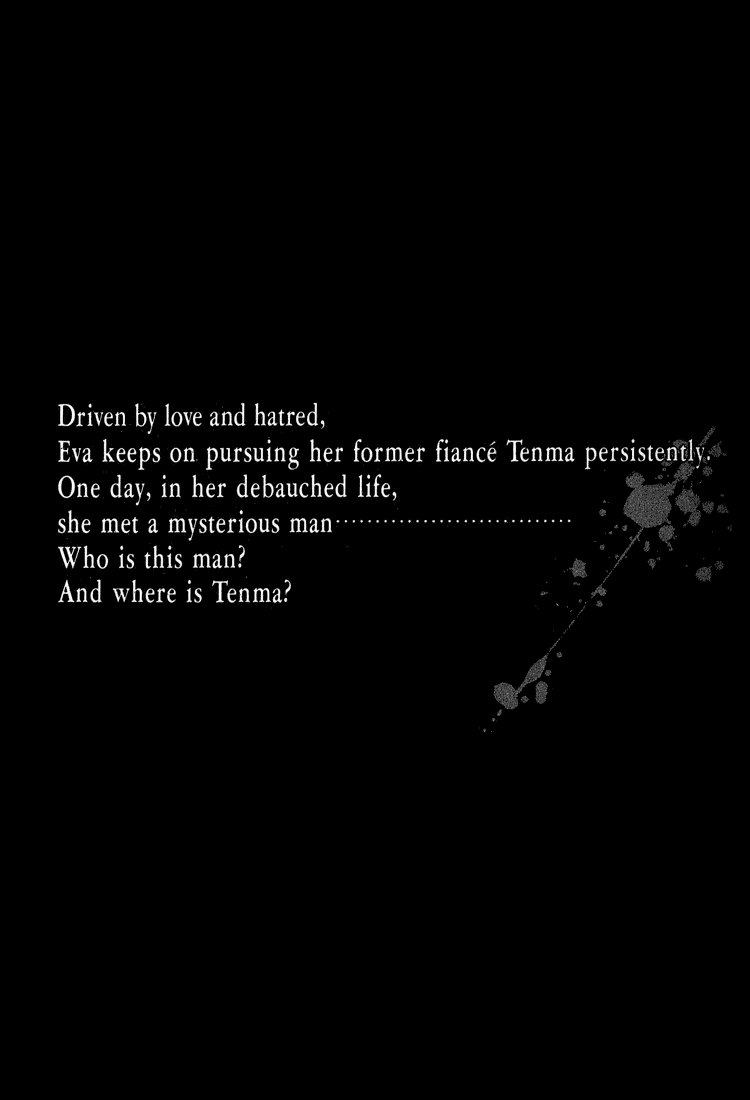 Driven by love and hatred,
Eva keeps on pursuing her former fiancé Tenma persistently.
One day, in her debauched life,
she met a mysterious man·····························
Who is this man?
And where is Tenma?